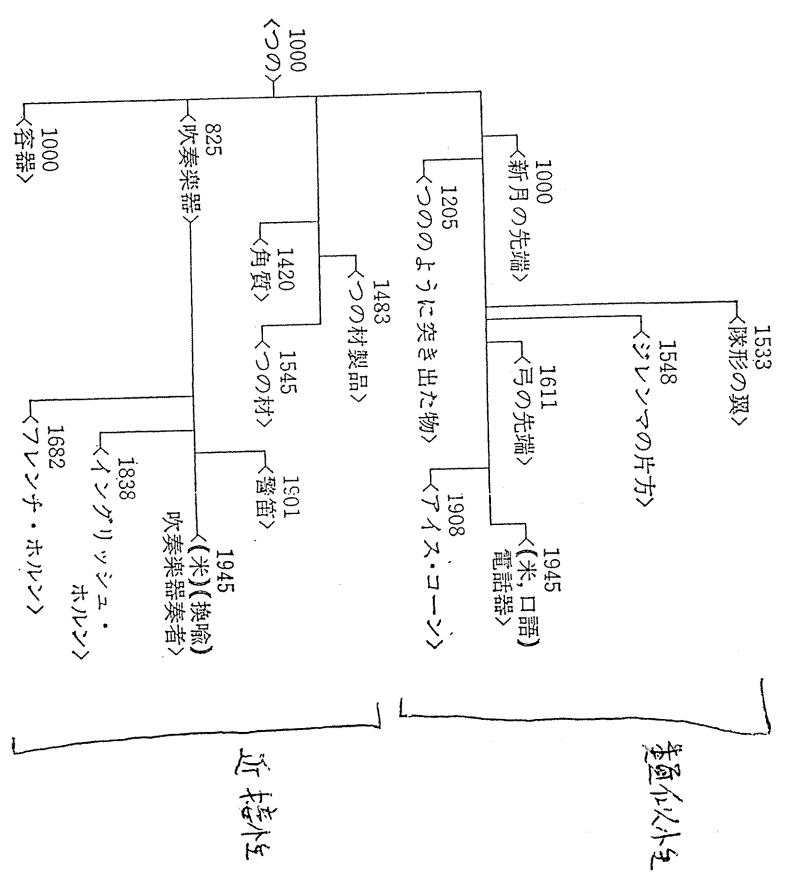 1000
〈つの〉
1533
〈隊形の翼〉
1548
〈ジレンマの片方〉
1000
〈新月の先端〉
1611
〈弓の先端〉
1945
〈(米,口語)
電話器〉
1205
〈つののように突き出た物〉
1908
〈アイス・コーン〉
1483
〈つの材製品〉
1420
〈角質〉
1545
〈つの材〉
825
〈吹奏楽器〉
1901
〈警笛〉
1945
〈(米)(換喩)
吹奏楽器奏者〉
1838
〈イングリッシュ・
ホルン〉
1682
〈フレンチ・ホルン〉
1000
〈容器〉
類似性
近接性